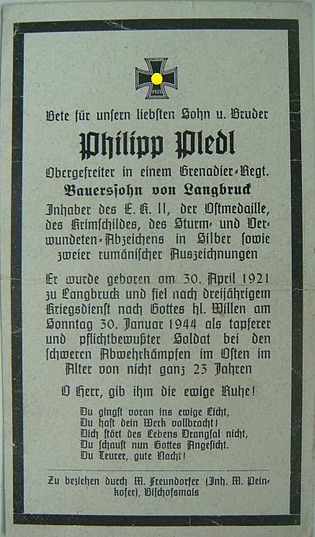 Bete für unsern liebsten Sohn u. Bruder
Philipp Pledl
Obergefreiter in einem Grenadier-Regt.
Bauerssohn von Langbruck
Inhaber des E. K. II, der Ostmedaille,
des Krimschildes, des Sturm- und Ver-
wundeten-Abzeichens in Silber sowie
zweier rumänischer Auszeichnungen
Er wurde geboren am 30. April 1921
zu Langbruck und fiel nach dreijährigem
Kriegsdienst nach Gottes hl. Willen am
Sonntag 30. Januar 1944 als tapferer
und pflichtbewußter Soldat bei den
schweren Abwehrkämpfen im Osten im
Alter von nicht ganz 23 Jahren
O Herr, gib ihm die ewige Ruhe!
Du gingst voran ins ewige Licht,
Du hast dein Werk vollbracht!
Dich stört des Lebens Drangsal nicht,
Du schaust nun Gottes Angesicht.
Du Teurer, gute Nacht!
Zu beziehen durch M. Freundorfer (Inh. M. Pein-
kofer), Bischofsmais